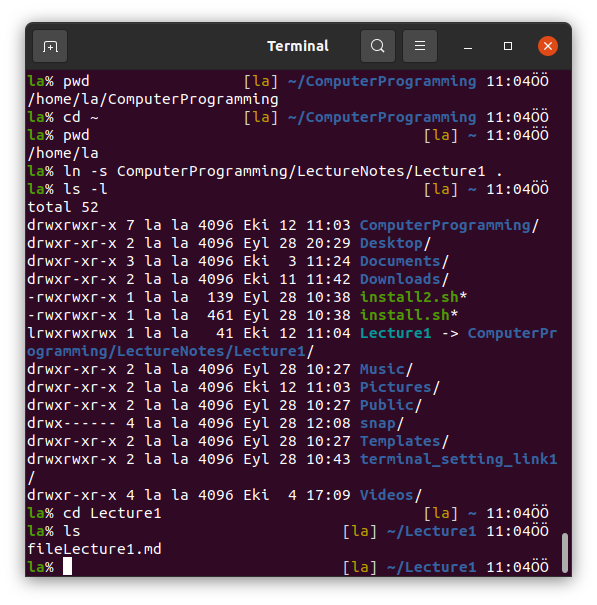 Terminal
la% pwd [la] ~/ComputerProgramming 11:04ÖÖ
/home/la/ComputerProgramming
la% cd ~ [la] ~/ComputerProgramming 11:04ÖÖ
la% pwd [la] ~ 11:04ÖÖ
/home/la
la% ln -s ComputerProgramming/LectureNotes/Lecture1 .
la% ls -l [la] ~ 11:04ÖÖ
total 52
drwxrwxr-x 7 la la 4096 Eki 12 11:03 ComputerProgramming/
drwxr-xr-x 2 la la 4096 Eyl 28 20:29 Desktop/
drwxr-xr-x 3 la la 4096 Eki  3 11:24 Documents/
drwxr-xr-x 2 la la 4096 Eki 11 11:42 Downloads/
-rwxrwxr-x 1 la la  139 Eyl 28 10:38 install2.sh*
-rwxrwxr-x 1 la la  461 Eyl 28 10:38 install.sh*
lrwxrwxrwx 1 la la   41 Eki 12 11:04 Lecture1 -> ComputerPr
ogramming/LectureNotes/Lecture1/
drwxr-xr-x 2 la la 4096 Eyl 28 10:27 Music/
drwxr-xr-x 2 la la 4096 Eki 12 11:03 Pictures/
drwxr-xr-x 2 la la 4096 Eyl 28 10:27 Public/
drwx------ 4 la la 4096 Eyl 28 12:08 snap/
drwxr-xr-x 2 la la 4096 Eyl 28 10:27 Templates/
drwxrwxr-x 2 la la 4096 Eyl 28 10:43 terminal_setting_link1
/
drwxr-xr-x 4 la la 4096 Eki  4 17:09 Videos/
la% cd Lecture1 [la] ~ 11:04ÖÖ
la% ls [la] ~/Lecture1 11:04ÖÖ
fileLecture1.md
la% [la] ~/Lecture1 11:04ÖÖ